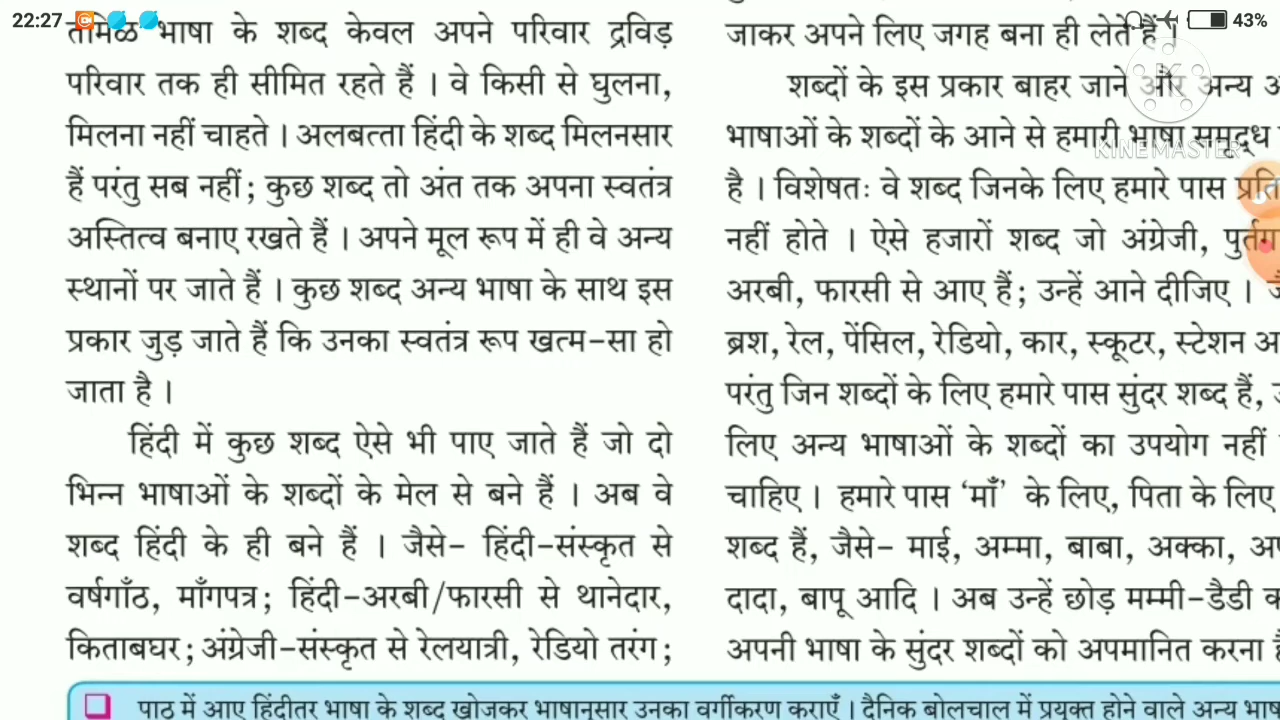 22:27
43%
तमिळ भाषा के शब्द केवल अपने परिवार द्रविड़
परिवार तक ही सीमित रहते हैं । वे किसी से घुलना,
मिलना नहीं चाहते । अलबत्ता हिंदी के शब्द मिलनसार
हैं परंतु सब नहीं; कुछ शब्द तो अंत तक अपना स्वतंत्र
अस्तित्व बनाए रखते हैं । अपने मूल रूप में ही वे अन्य
स्थानों पर जाते हैं । कुछ शब्द अन्य भाषा के साथ इस
प्रकार जुड़ जाते हैं कि उनका स्वतंत्र रूप खत्म-सा हो
जाता है ।
हिंदी में कुछ शब्द ऐसे भी पाए जाते हैं जो दो
भिन्न भाषाओं के शब्दों के मेल से बने हैं । अब वे
शब्द हिंदी के ही बने हैं । जैसे- हिंदी-संस्कृत से
वर्षगाँठ, माँगपत्र; हिंदी-अरबी/फारसी से थानेदार,
किताबघर; अंग्रेजी-संस्कृत से रेलयात्री, रेडियो तरंग;
जाकर अपने लिए जगह बना ही लेते हैं ।
शब्दों के इस प्रकार बाहर जाने और अन्य
भाषाओं के शब्दों के आने से हमारी भाषा समृद्ध
है । विशेषतः वे शब्द जिनके लिए हमारे पास
नहीं होते । ऐसे हजारों शब्द जो अंग्रेजी,
अरबी, फारसी से आए हैं; उन्हें आने दीजिए ।
ब्रश, रेल, पेंसिल, रेडियो, कार, स्कूटर, स्टेशन
परंतु जिन शब्दों के लिए हमारे पास सुंदर शब्द हैं,
लिए अन्य भाषाओं के शब्दों का उपयोग नहीं
चाहिए । हमारे पास ‘माँ’ के लिए, पिता के लिए
शब्द हैं, जैसे- माई, अम्मा, बाबा, अक्का,
दादा, बापू आदि । अब उन्हें छोड़ मम्मी-डैडी
अपनी भाषा के सुंदर शब्दों को अपमानित करना
KINEMASTER
पाठ में आए हिंदीतर भाषा के शब्द खोजकर भाषानुसार उनका वर्गीकरण कराएँ । दैनिक बोलचाल में प्रयुक्त होने वाले अन्य